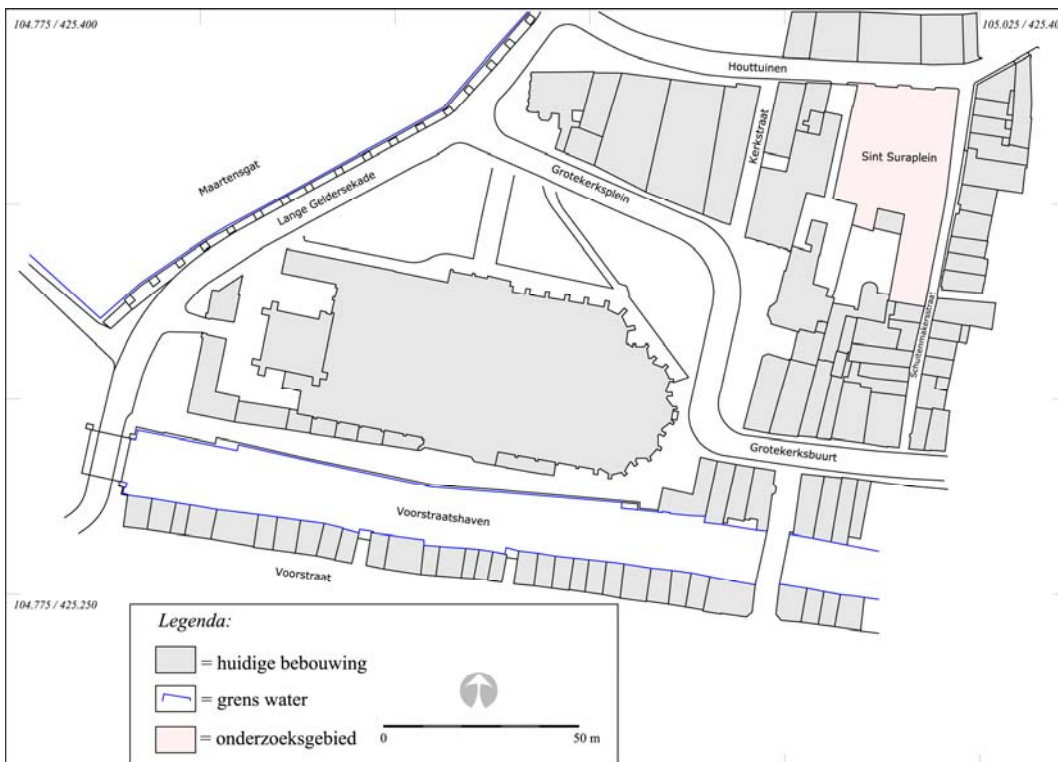 104.775 / 425.400
105.025 / 425.40
Houttuinen
Maartensgat
Lange Geldersekade
Grotekerksplein
Kerkstraat
Sint Suraplein
Schuitenmakersstraat
Grotekerksbuurt
Voorstraatshaven
Voorstraat
104.775 / 425.250
Legenda:
= huidige bebouwing
= grens water
= onderzoeksgebied
0 50 m